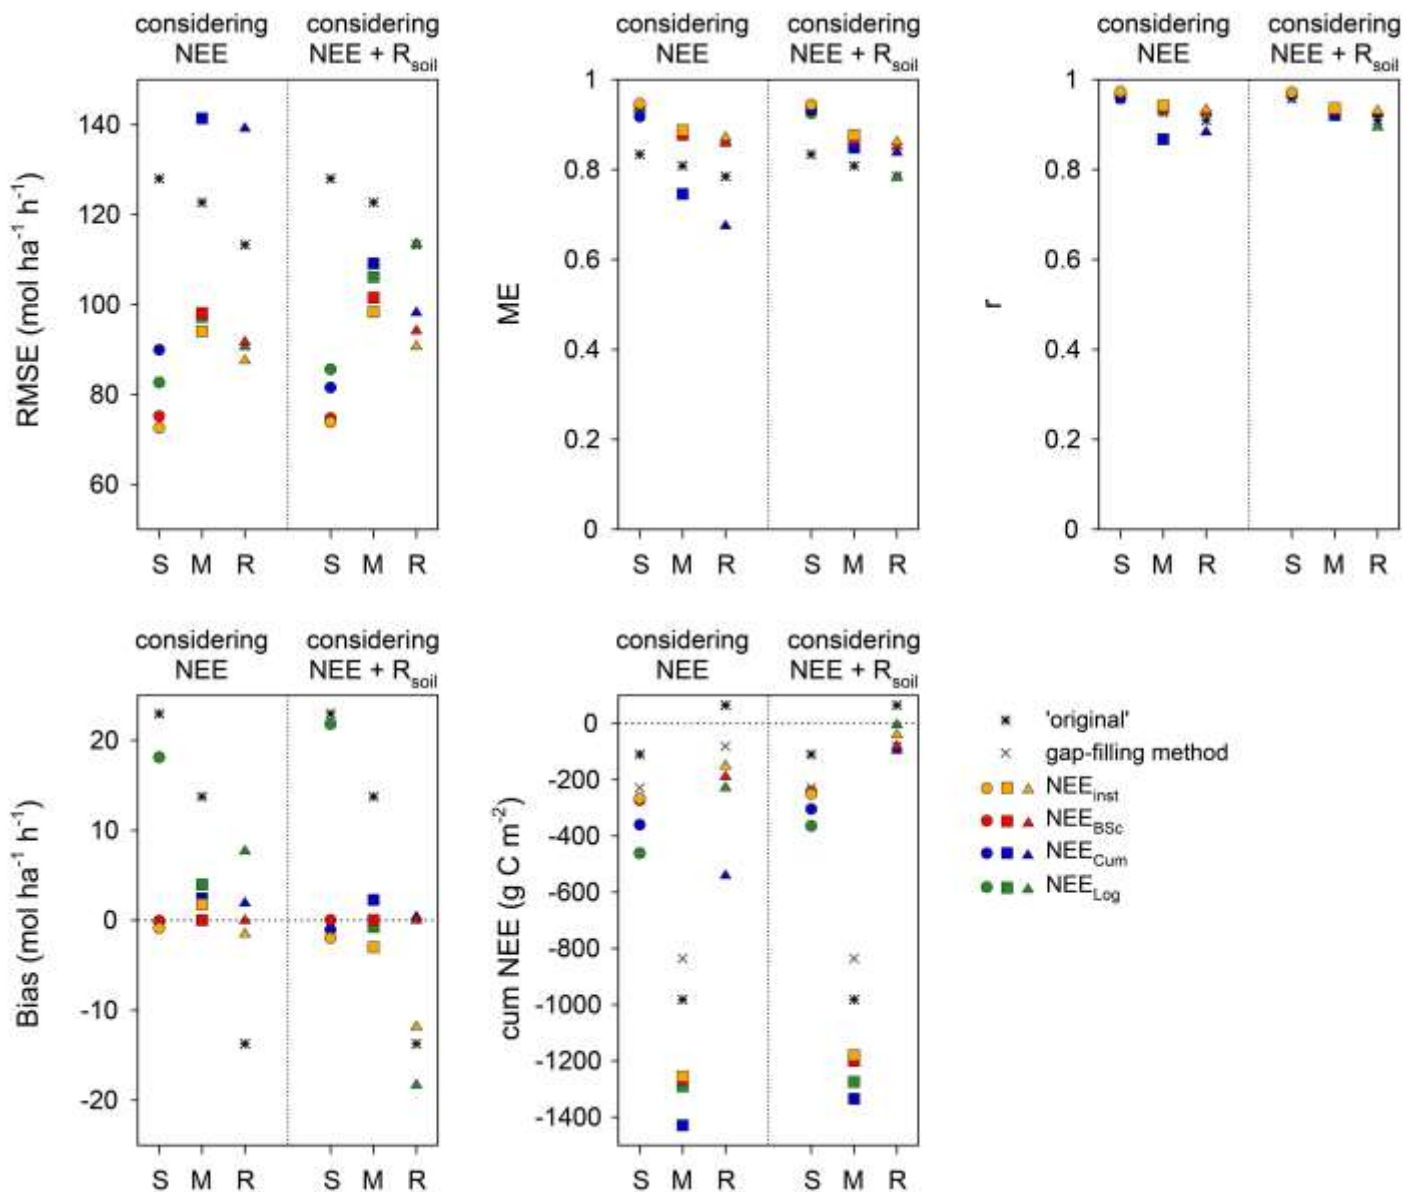 considering considering
NEE NEE + Rsoil
RMSE (mol ha-1 h-1)
140
120
100
80
60
S M R S M R
considering considering
NEE NEE + Rsoil
ME
1
0.8
0.6
0.4
0.2
0
S M R S M R
considering considering
NEE NEE + Rsoil
r
1
0.8
0.6
0.4
0.2
0
S M R S M R
considering considering
NEE NEE + Rsoil
Bias (mol ha-1 h-1)
20
10
0
-10
-20
S M R S M R
considering considering
NEE NEE + Rsoil
cum NEE (g C m-2)
0
-200
-400
-600
-800
-1000
-1200
-1400
S M R S M R
'original'
gap-filling method
NEEinst
NEEBSc
NEECum
NEELog